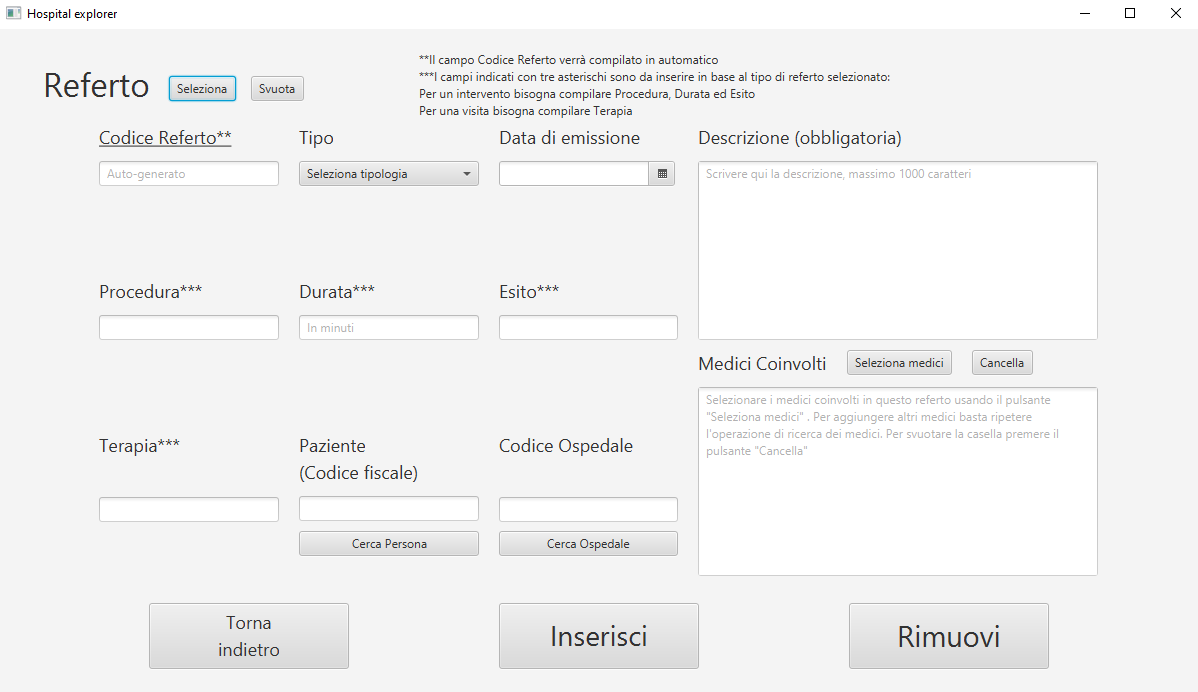 Hospital explorer
**Il campo Codice Referto verrà compilato in automatico
***I campi indicati con tre asterischi sono da inserire in base al tipo di referto selezionato:
Per un intervento bisogna compilare Procedura, Durata ed Esito
Per una visita bisogna compilare Terapia
Referto
Seleziona
Svuota
Codice Referto**
Tipo
Data di emissione
Descrizione (obbligatoria)
Auto-generato
Seleziona tipologia
Scrivere qui la descrizione, massimo 1000 caratteri
Procedura***
Durata***
Esito***
In minuti
Medici Coinvolti
Seleziona medici
Cancella
Selezionare i medici coinvolti in questo referto usando il pulsante
"Seleziona medici" . Per aggiungere altri medici basta ripetere
l'operazione di ricerca dei medici. Per svuotare la casella premere il
pulsante "Cancella"
Terapia***
Paziente
(Codice fiscale)
Codice Ospedale
Cerca Persona
Cerca Ospedale
Torna
indietro
Inserisci
Rimuovi